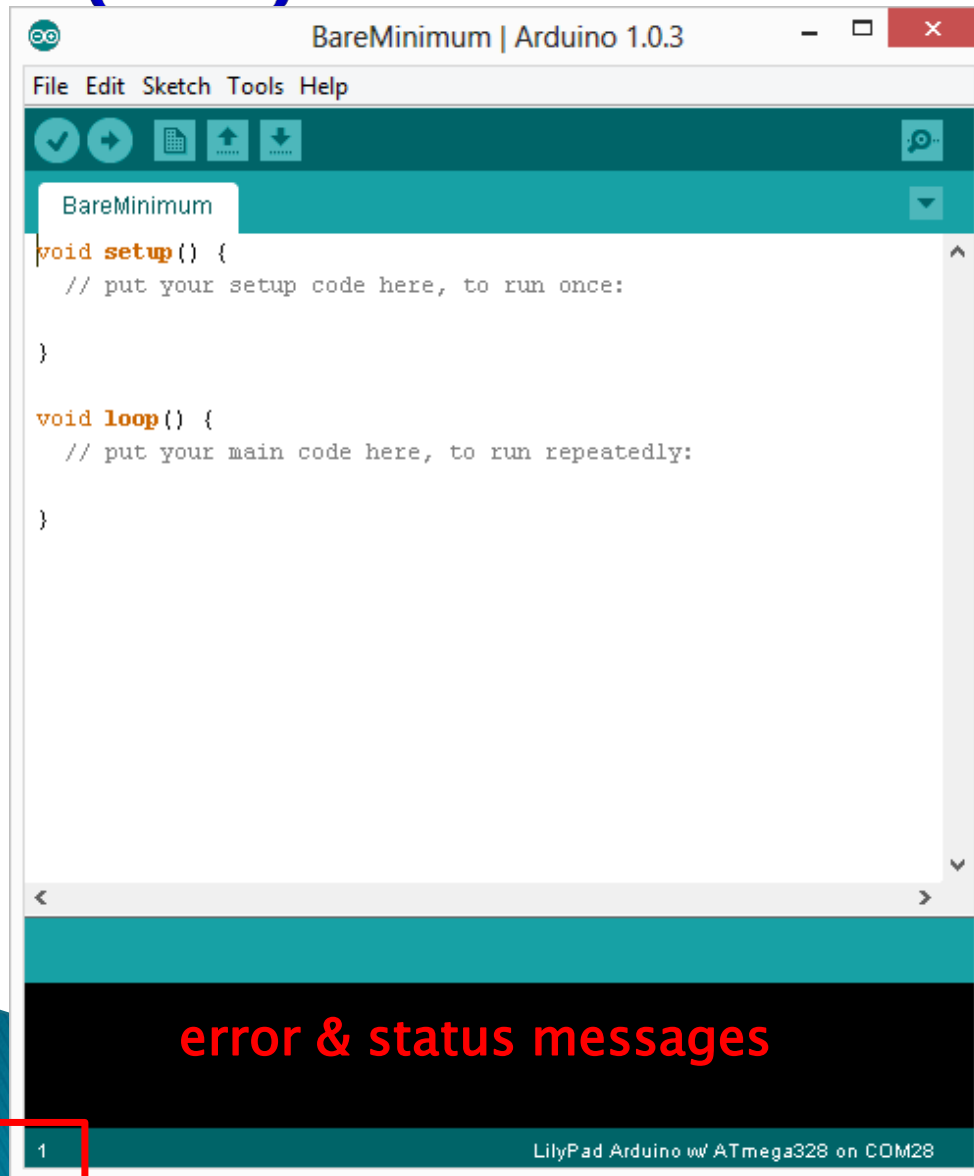 BareMinimum | Arduino 1.0.3
File Edit Sketch Tools Help
BareMinimum
void setup() {
// put your setup code here, to run once:
}
void loop() {
// put your main code here, to run repeatedly:
}
error & status messages
1
LilyPad Arduino w/ ATmega328 on COM28